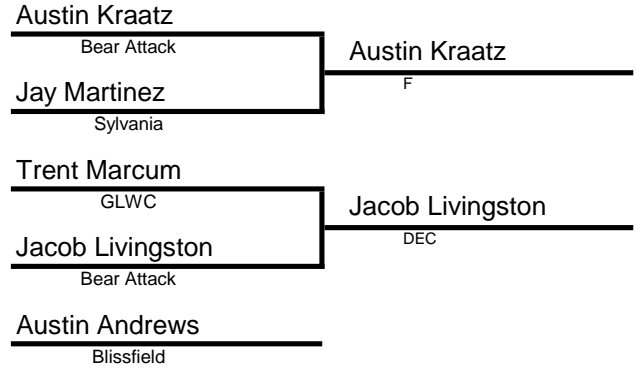 Austin Kraatz
Bear Attack
Jay Martinez
Sylvania
Austin Kraatz
F
Trent Marcum
GLWC
Jacob Livingston
Bear Attack
Jacob Livingston
DEC
Austin Andrews
Blissfield